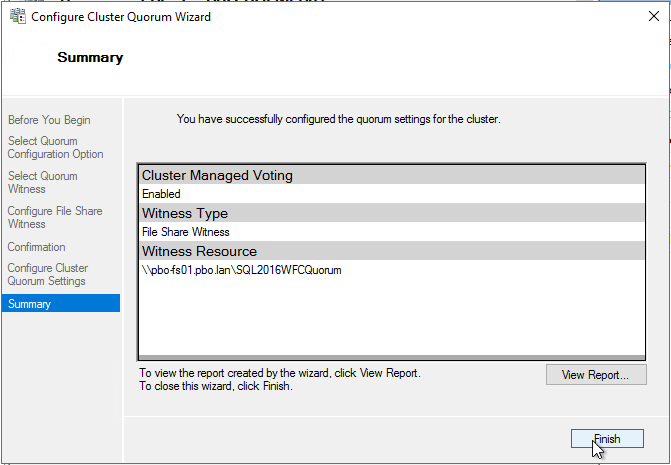 Configure Cluster Quorum Wizard
Summary
Before You Begin
Select Quorum
Configuration Option
Select Quorum
Witness
Configure File Share
Witness
Confirmation
Configure Cluster
Quorum Settings
Summary
You have successfully configured the quorum settings for the cluster.
Cluster Managed Voting
Enabled
Witness Type
File Share Witness
Witness Resource
\\pbo-fs01.pbo.lan\SQL2016WFCQuorum
To view the report created by the wizard, click View Report.
To close this wizard, click Finish.
View Report...
Finish